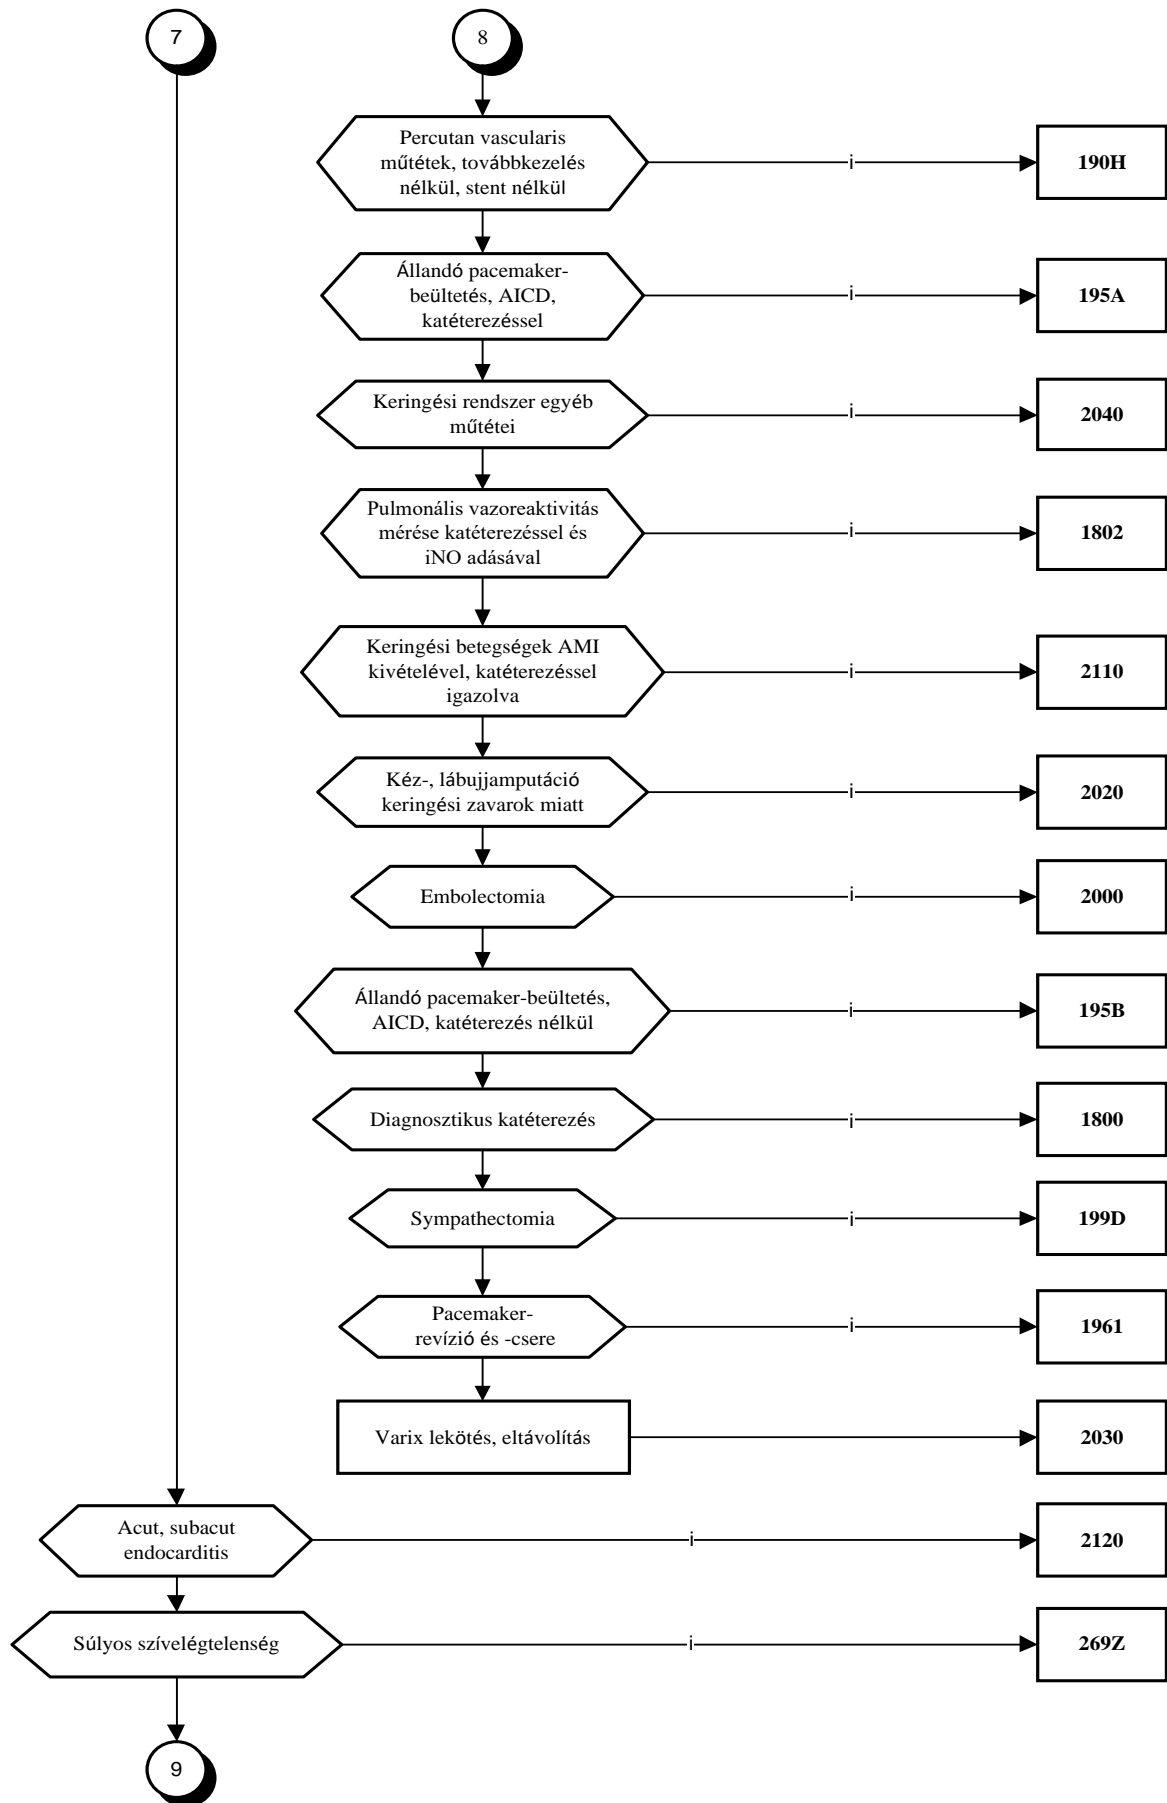 7
8
Percutan vascularis
műtétek, továbbkezelés
nélkül, stent nélkül
i
190H
Állandó pacemaker-
beültetés, AICD,
katéterezéssel
i
195A
Keringési rendszer egyéb
műtétei
i
2040
Pulmonális vazoreaktivitás
mérése katéterezéssel és
iNO adásával
i
1802
Keringési betegségek AMI
kivételével, katéterezéssel
igazolva
i
2110
Kéz-, lábujjamputáció
keringési zavarok miatt
i
2020
Embolectomia
i
2000
Állandó pacemaker-beültetés,
AICD, katéterezés nélkül
i
195B
Diagnosztikus katéterezés
i
1800
Sympathectomia
i
199D
Pacemaker-
revízió és -csere
i
1961
Varix lekötés, eltávolítás
2030
Acut, subacut
endocarditis
i
2120
Súlyos szívelégtelenség
i
269Z
9